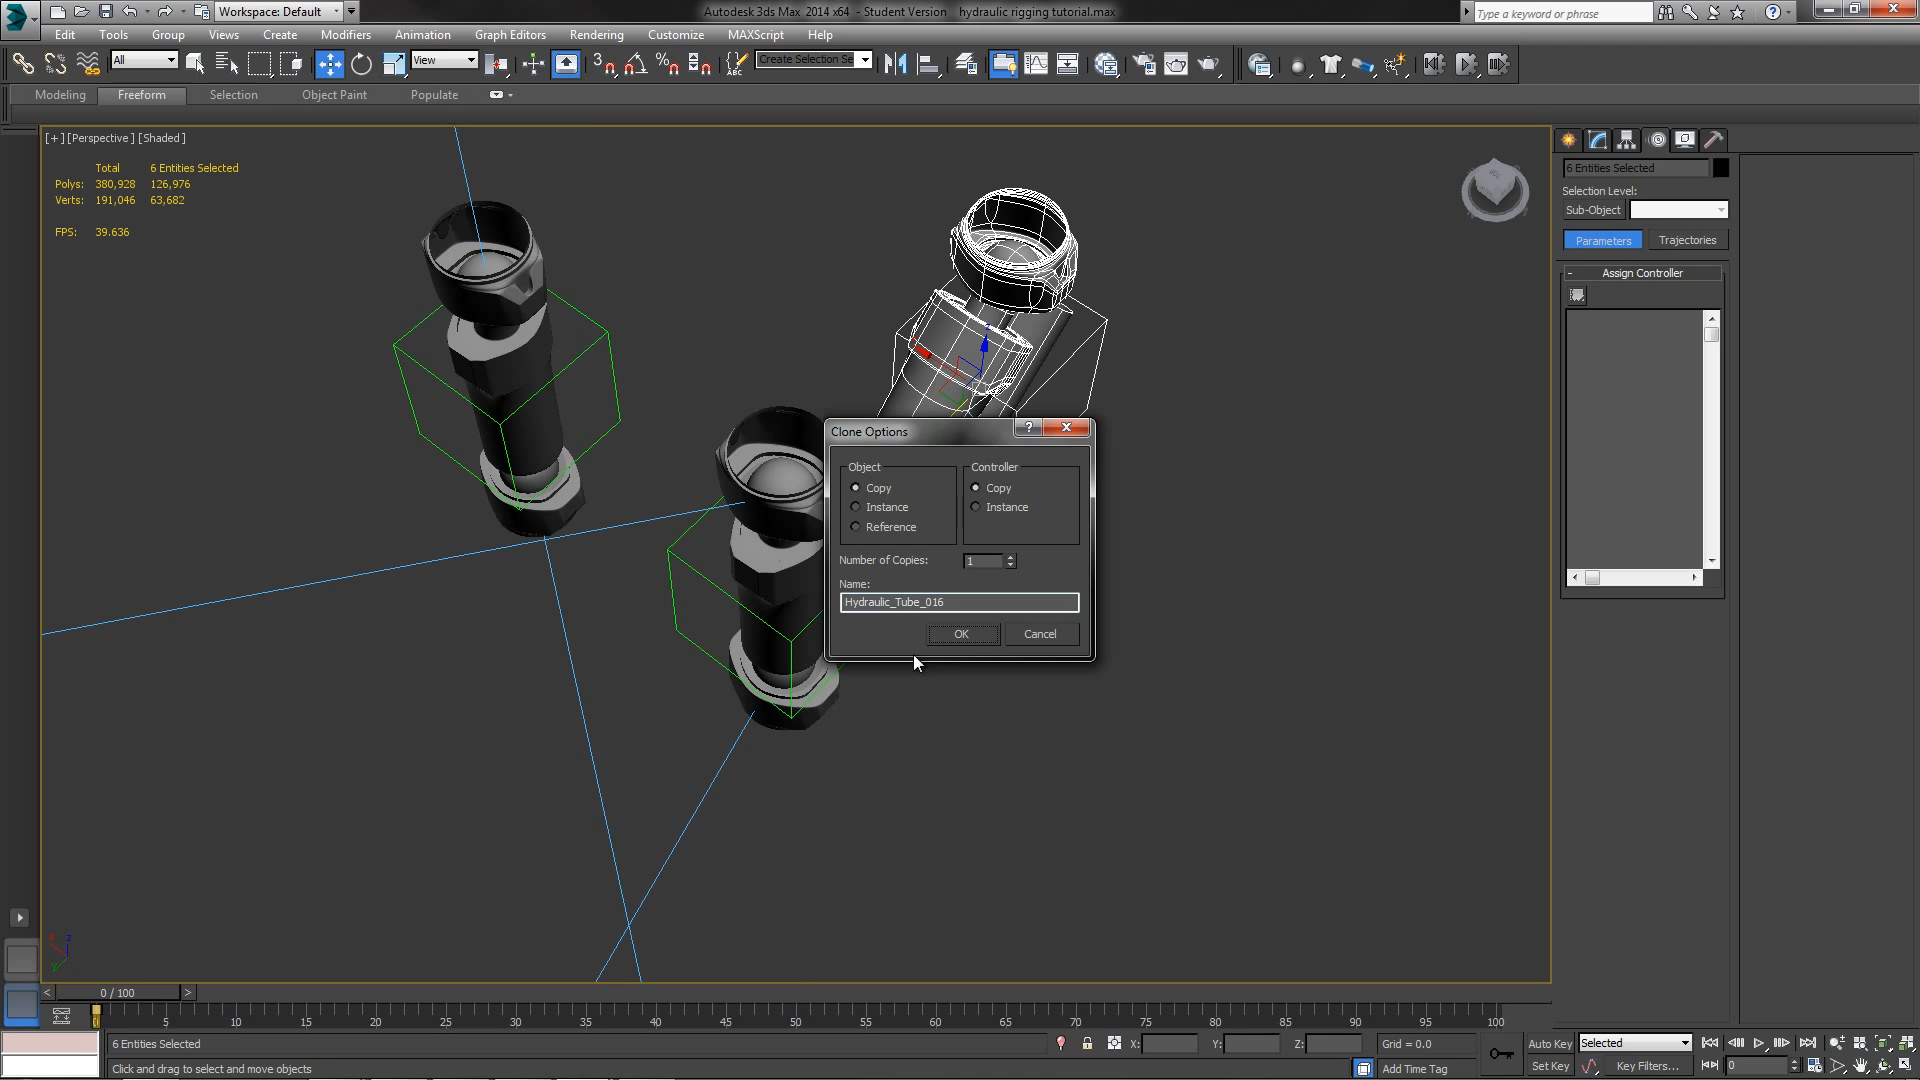 Workspace: Default
Autodesk 3ds Max 2014 x64 - Student Version hydraulic rigging tutorial.max
Type a keyword or phrase
Edit Tools Group Views Create Modifiers Animation Graph Editors Rendering Customize MAXScript Help
All View Create Selection Se
Modeling Freeform Selection Object Paint Populate
[+][Perspective][Shaded]
Total 6 Entities Selected
Polys: 380,928 126,976
Verts: 191,046 63,682
FPS: 39.636
6 Entities Selected
Selection Level:
Sub-Object
Parameters Trajectories
- Assign Controller
Clone Options
Object Controller
Copy Copy
Instance Instance
Reference
Number of Copies: 1
Name:
Hydraulic_Tube_016
OK Cancel
< 0 / 100 >
5 10 15 20 25 30 35 40 45 50 55 60 65 70 75 80 85 90 95 100
6 Entities Selected X: Y: Z: Grid = 0.0 Auto Key Selected
Click and drag to select and move objects Add Time Tag Set Key Key Filters... 0